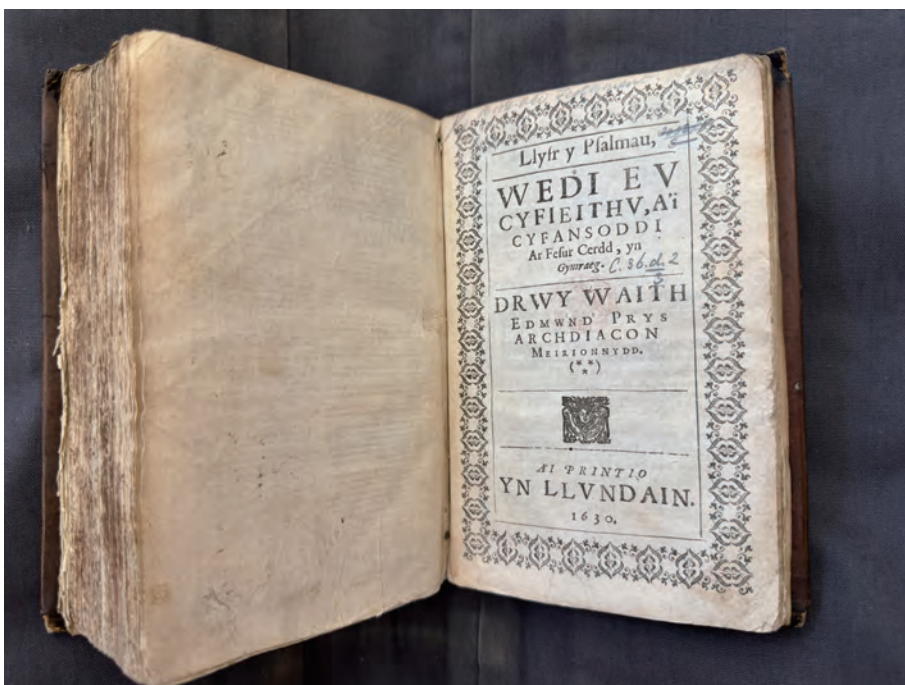 Llyfr y Psalmau,
WEDI EV
CYFIEITHV, A'i
CYFANSODDI
Ar Fesur Cerdd, yn
Gymraeg. C. 36.d.2
3
DRWY WAITH
EDMWND PRYS
ARCHDIACON
MEIRIONNYDD.
(***)
AI PRINTIO
YN LLVNDAIN.
1630.